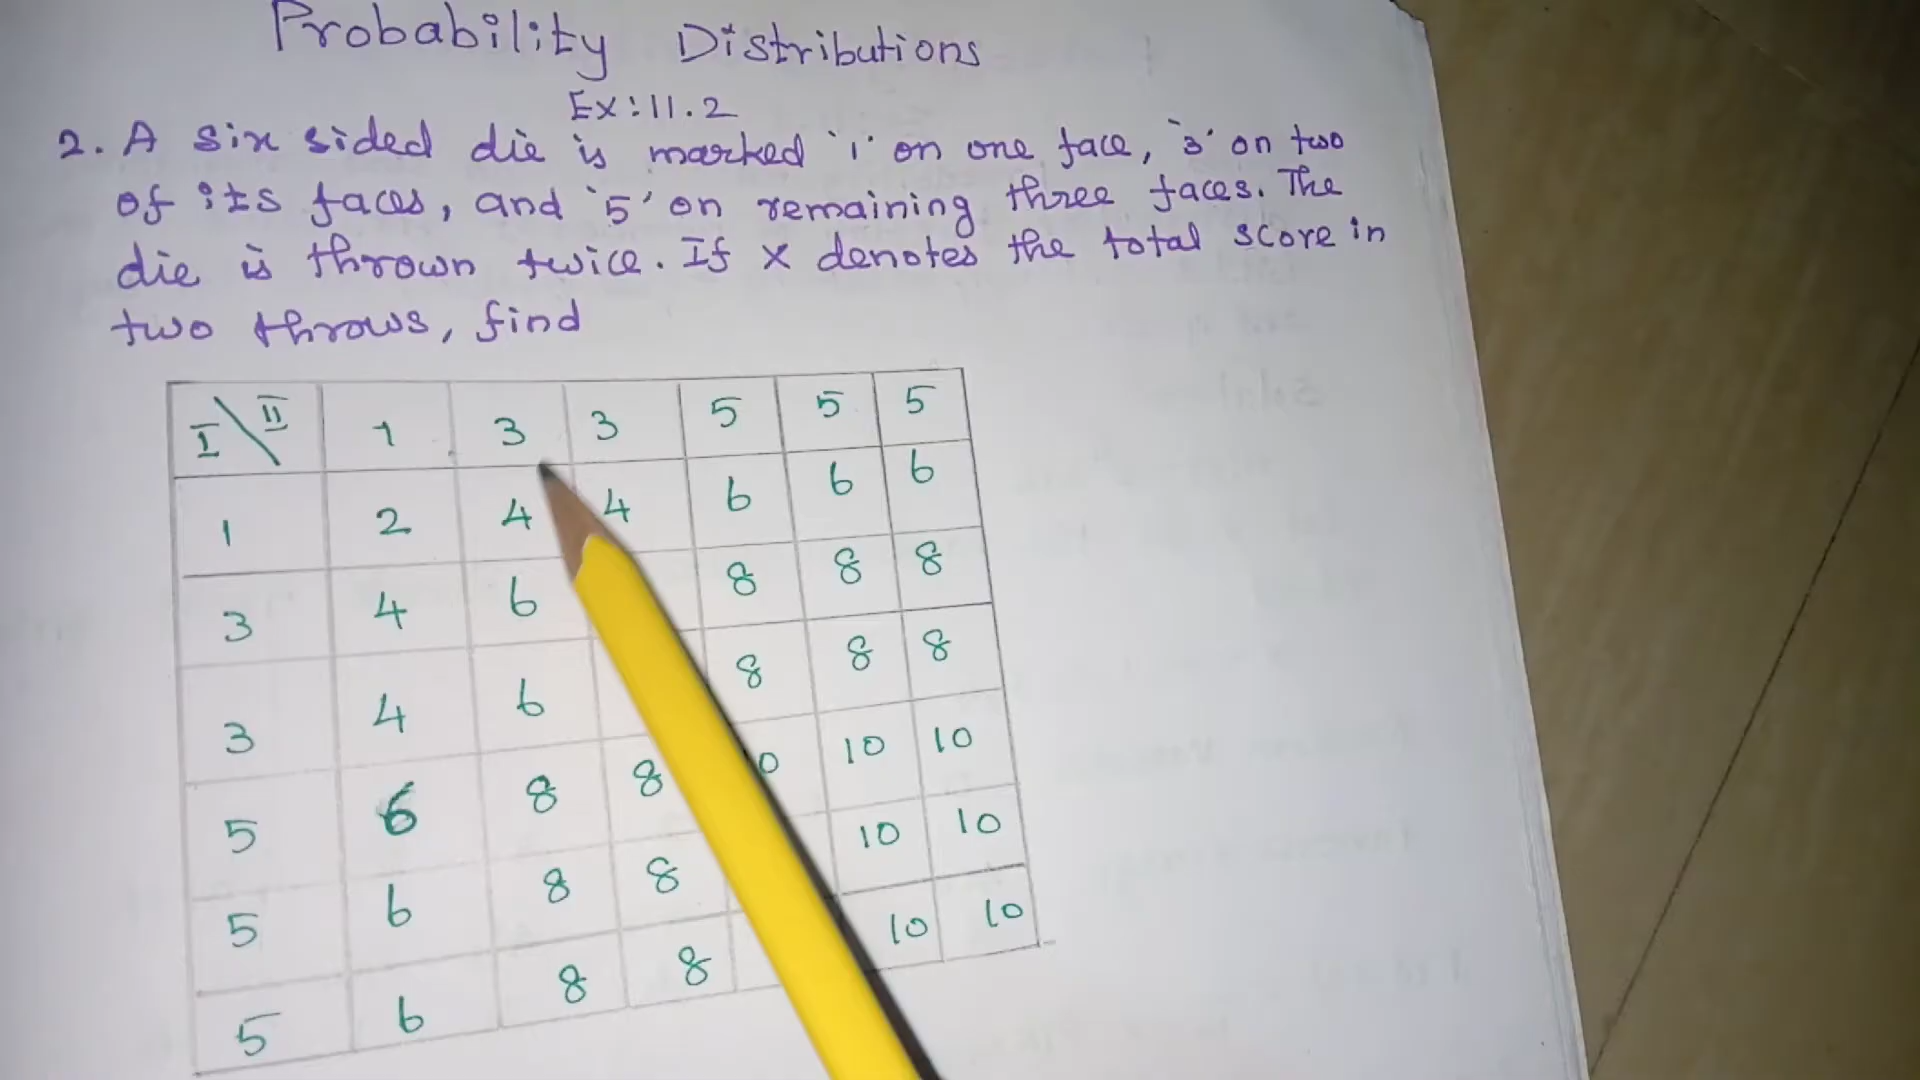 Probability Distributions
Ex:11.2
2. A six sided die is marked '1' on one face, '3' on two
of its faces, and '5' on remaining three faces. The
die is thrown twice. If X denotes the total score in
two throws, find
I \ II 1 3 3 5 5 5
1 2 4 4 6 6 6
3 4 6 8 8 8
3 4 6 8 8 8
5 6 8 8 10 10
5 6 8 8 10 10
5 6 8 8 10 10